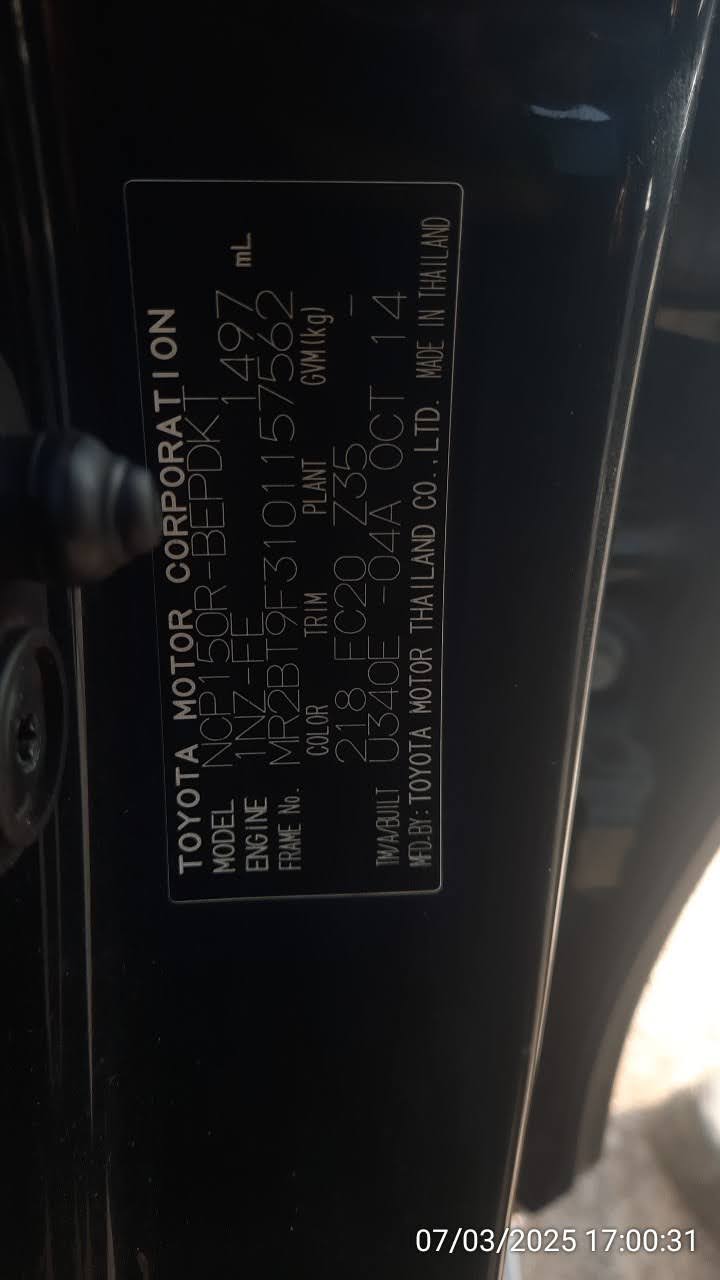 TOYOTA MOTOR CORPORATION
MODEL NCP150R-BEPDKT
ENGINE 1NZ-FE 1497 mL
FRAME No. MR2BT9F3101157562
COLOR TRIM PLANT GVM(kg)
218 FC20 Z35 -
TM/A/BUILT U340E -04A OCT 14
MFD.BY: TOYOTA MOTOR THAILAND CO.,LTD. MADE IN THAILAND
07/03/2025 17:00:31